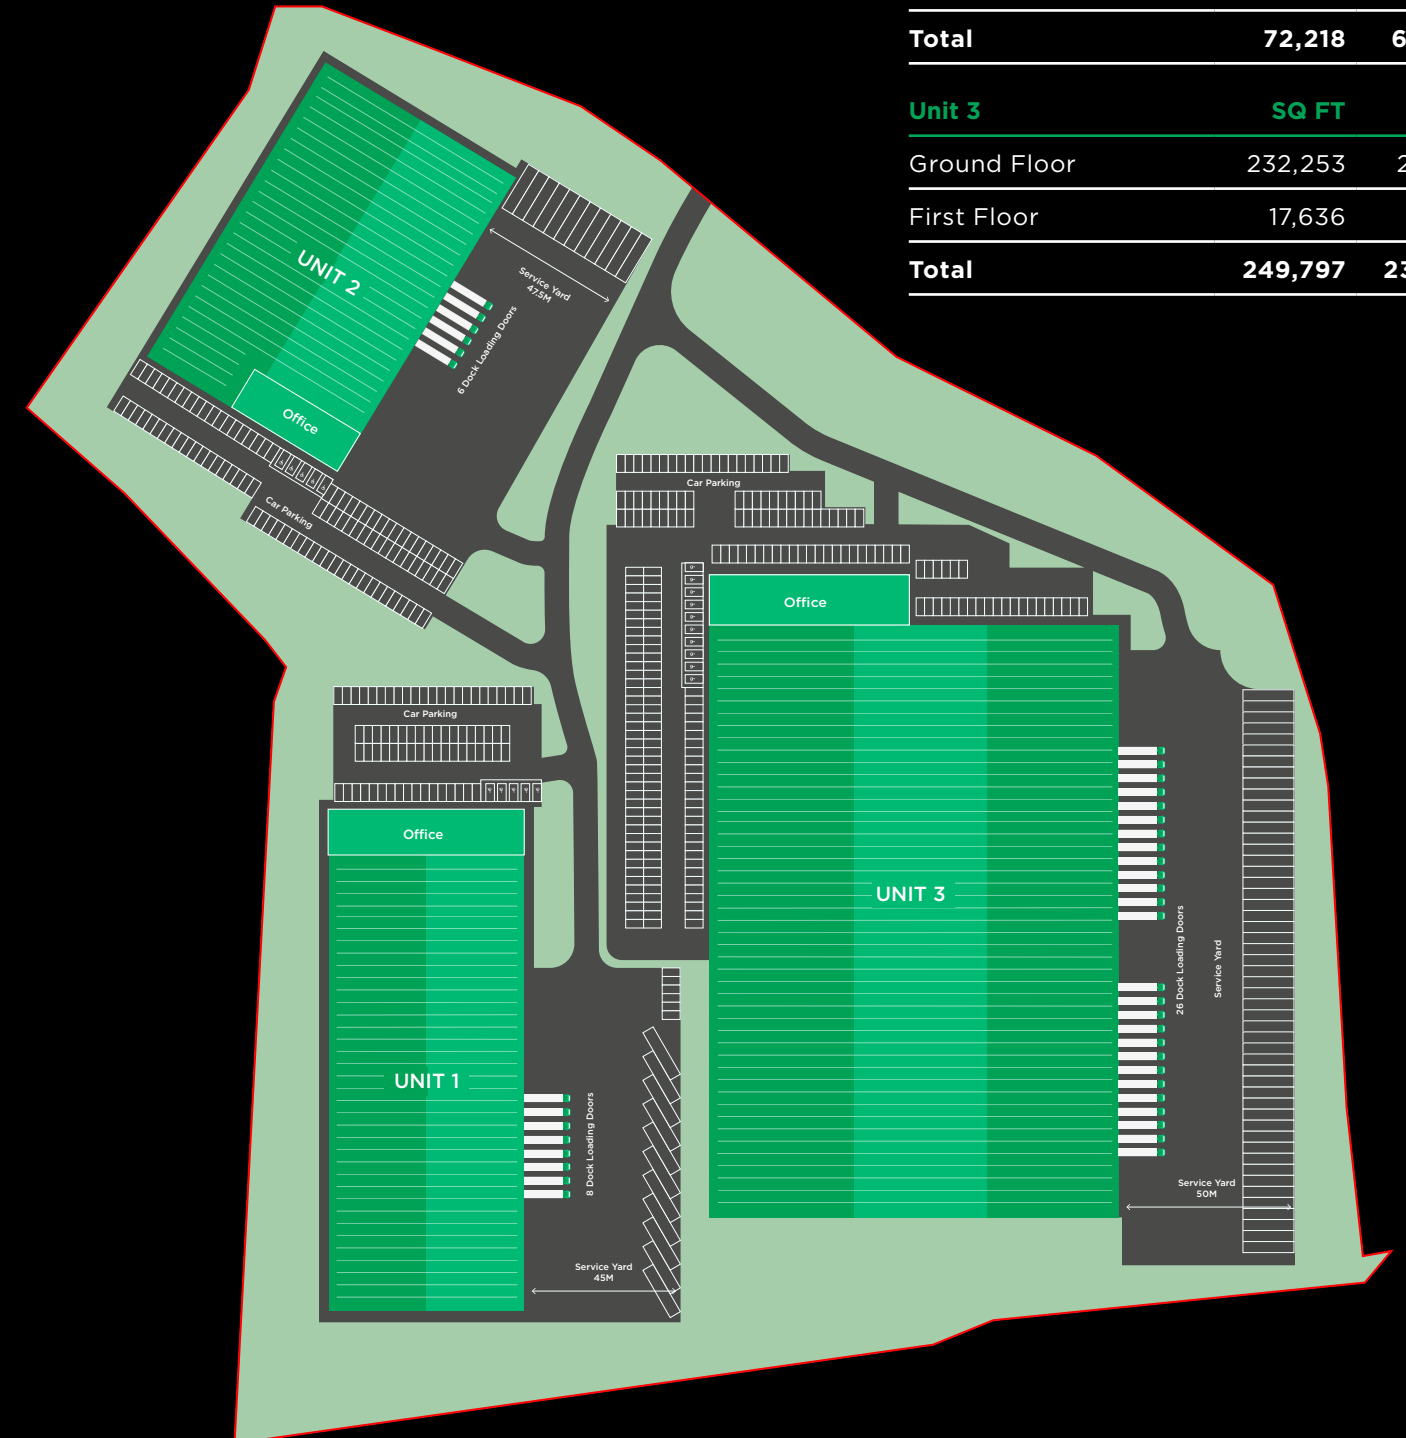 Total 72,218 6
Unit 3 SQ FT
Ground Floor 232,253 2
First Floor 17,636
Total 249,797 23
UNIT 2
Service Yard
47.5M
6 Dock Loading Doors
Office
Car Parking
Car Parking
Office
Car Parking
Office
UNIT 3
26 Dock Loading Doors
Service Yard
Service Yard
50M
UNIT 1
8 Dock Loading Doors
Service Yard
45M